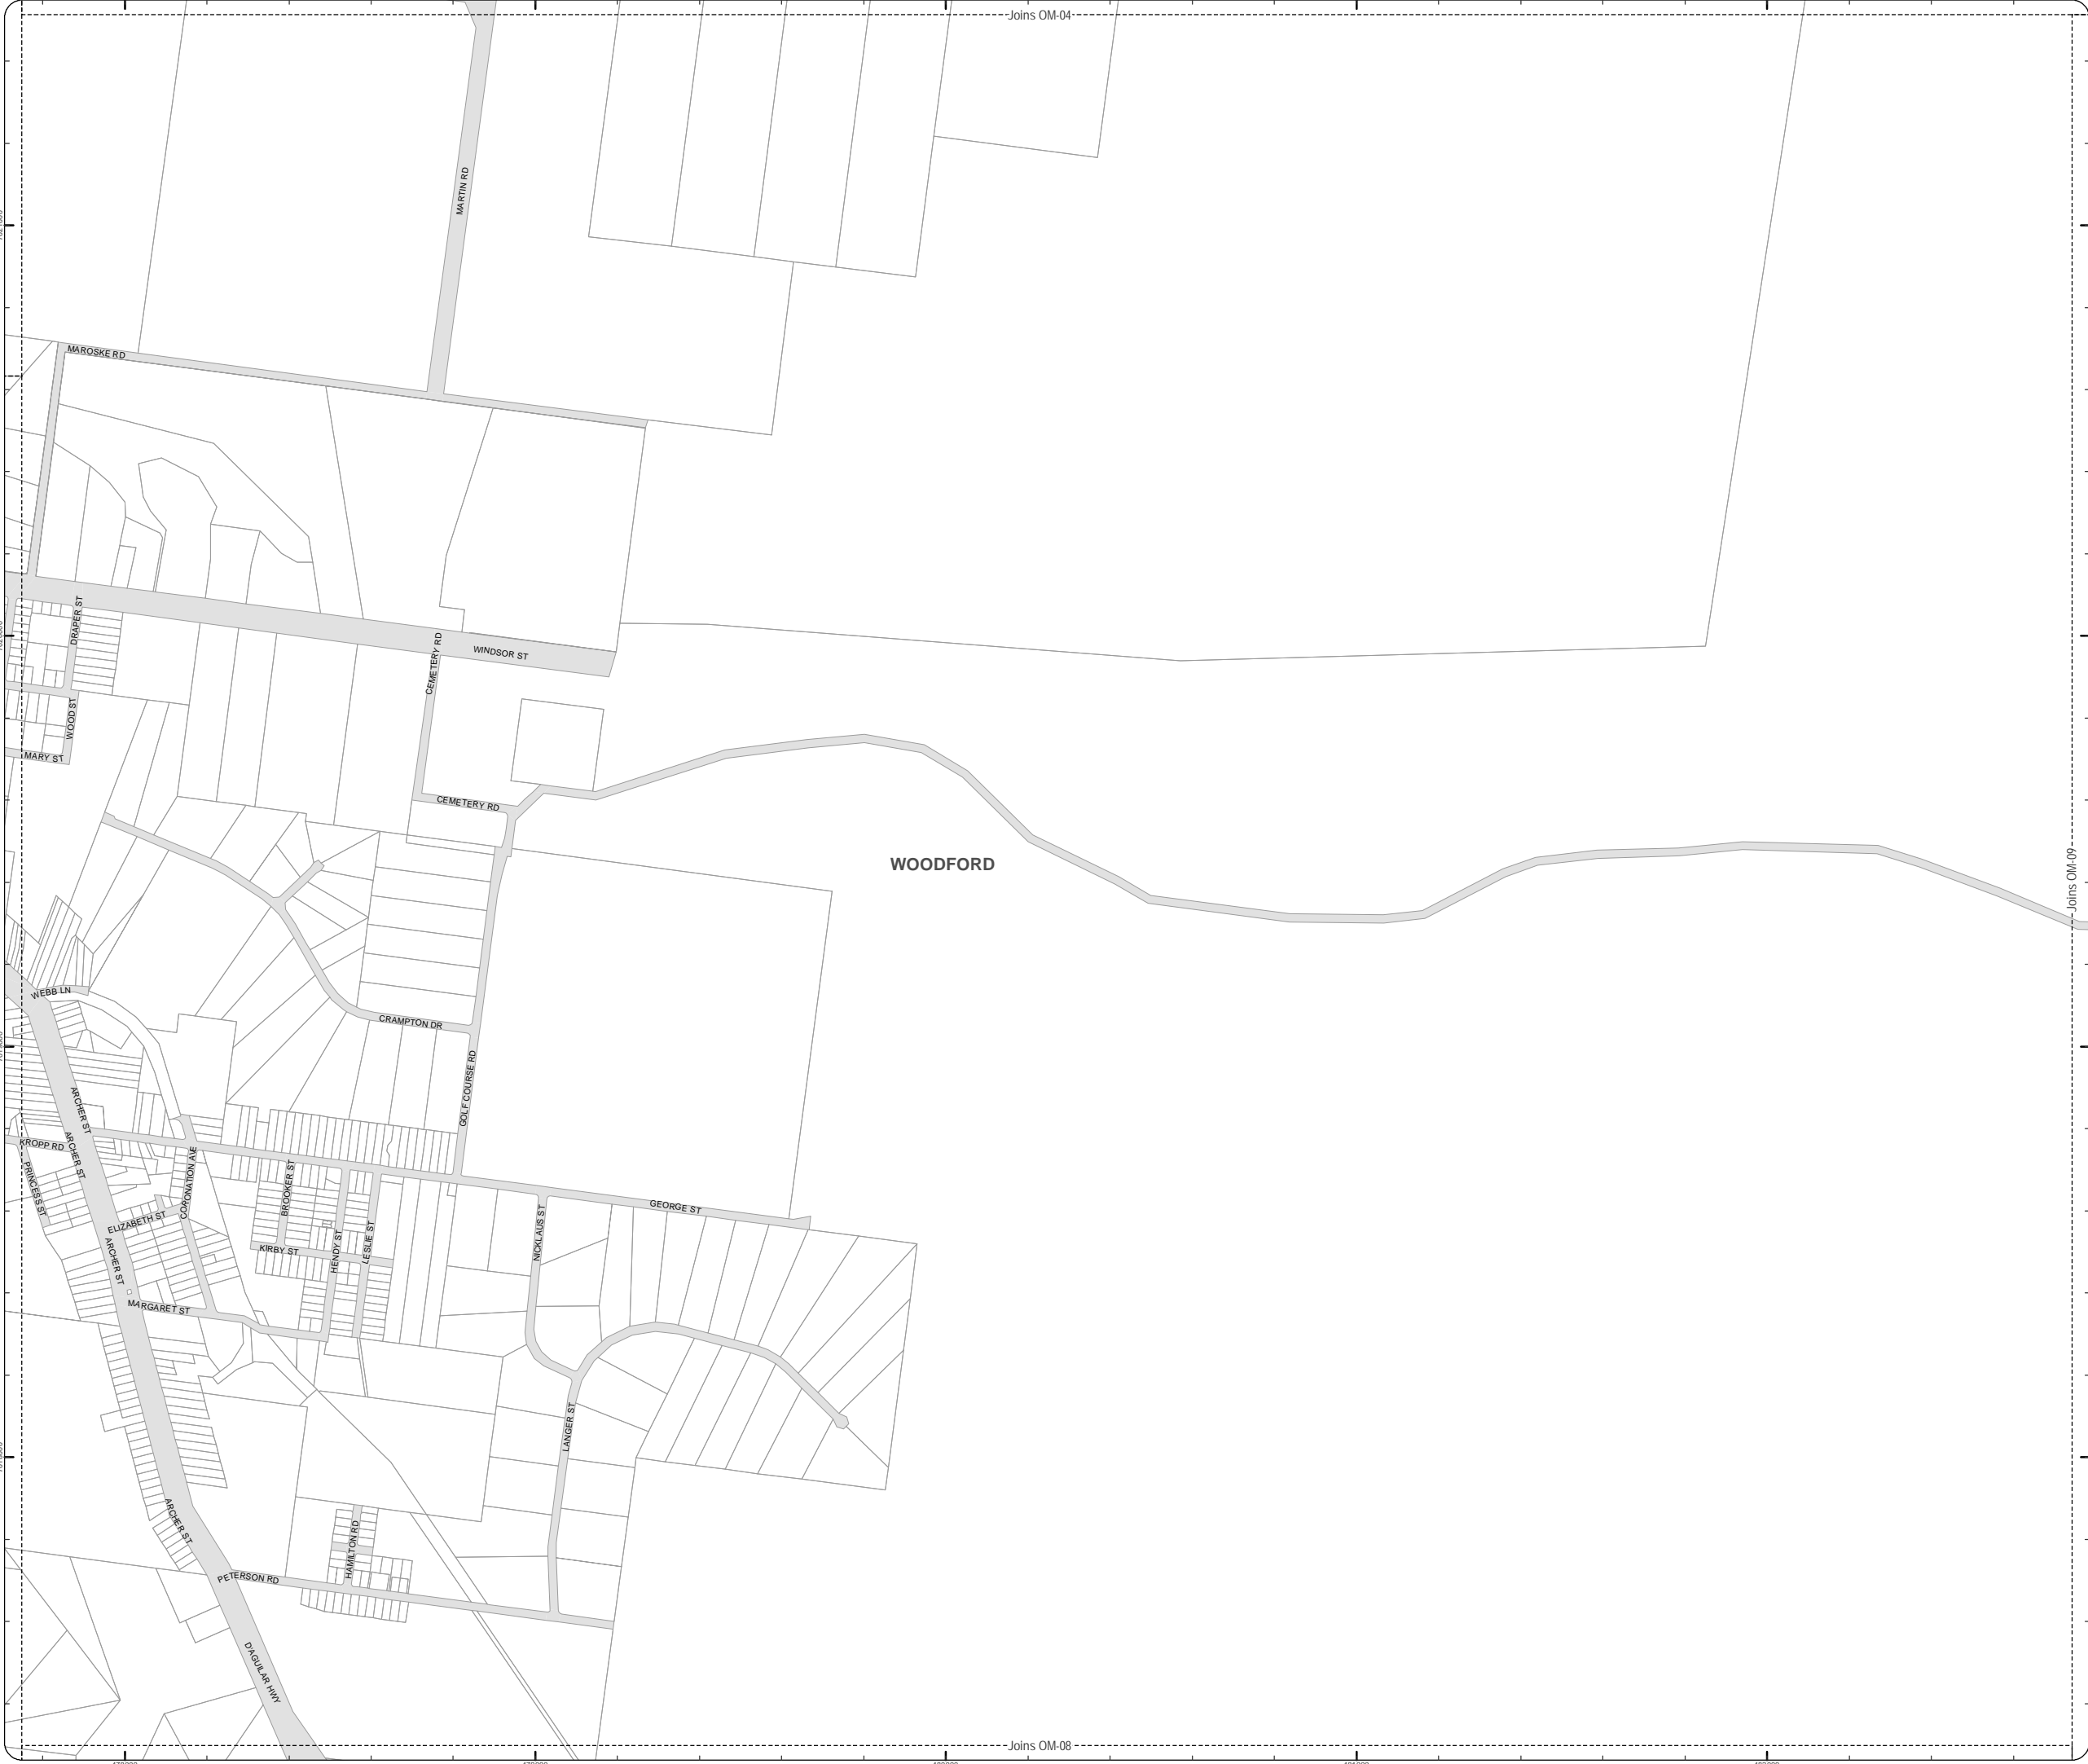 Joins OM-04
MARTIN RD
MAROSKE RD
DRAPER ST
CEMETERY RD
WINDSOR ST
WOOD ST
MARY ST
CEMETERY RD
WOODFORD
Joins OM-09
WEBB LN
CRAMPTON DR
GOLF COURSE RD
ARCHER ST
ARCHER ST
KROPP RD
PRINCESS ST
CORONATION AVE
BROOKER ST
GEORGE ST
ELIZABETH ST
NICKLAUS ST
LESLIE ST
HENDY ST
KIRBY ST
ARCHER ST
MARGARET ST
LANGER ST
ARCHER ST
HAMILTON RD
PETERSON RD
D'AGUILAR HWY
Joins OM-08